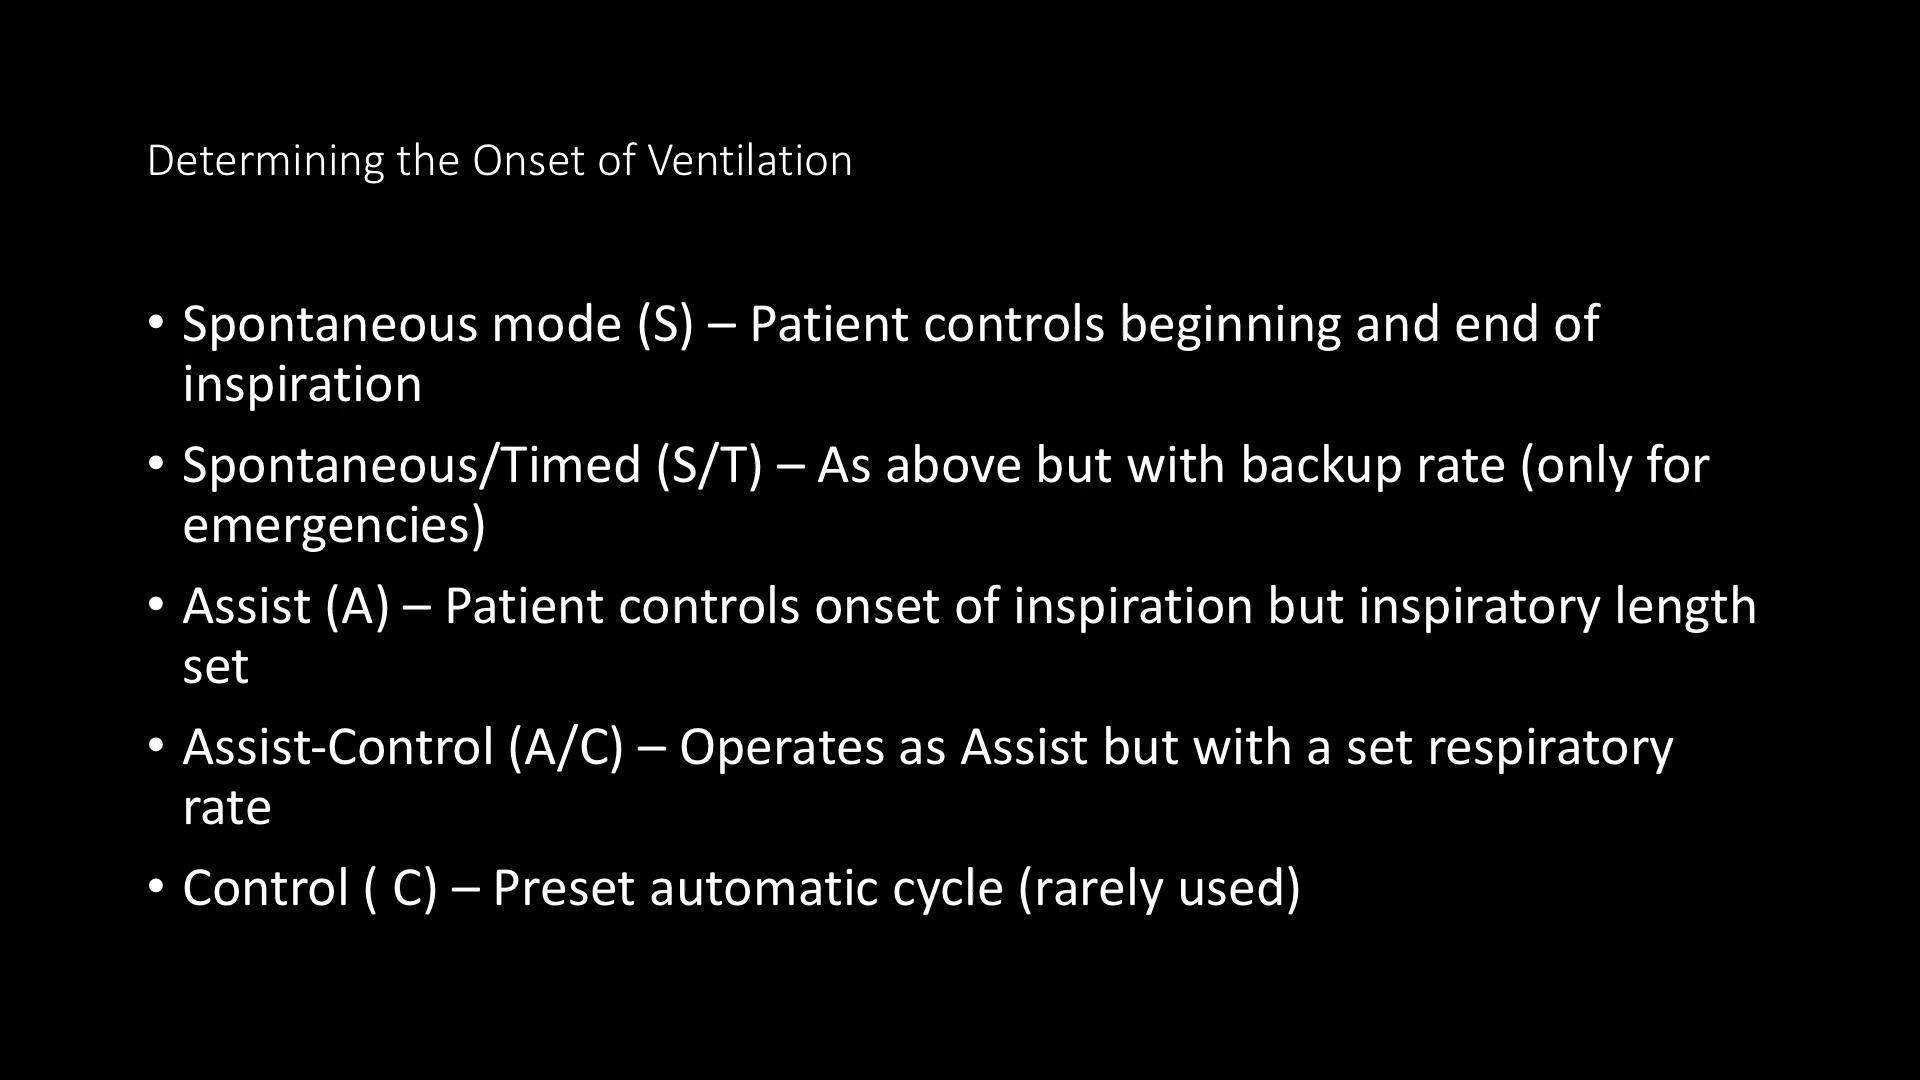 Determining the Onset of Ventilation
• Spontaneous mode (S) – Patient controls beginning and end of
inspiration
• Spontaneous/Timed (S/T) – As above but with backup rate (only for
emergencies)
• Assist (A) – Patient controls onset of inspiration but inspiratory length
set
• Assist-Control (A/C) – Operates as Assist but with a set respiratory
rate
• Control ( C) – Preset automatic cycle (rarely used)